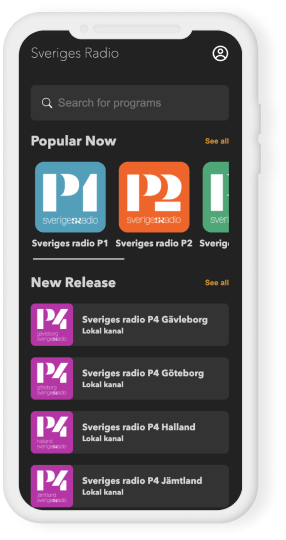 Sveriges Radio
Search for programs
Popular Now See all
P1 P2 P
sverigesradio sverigesradio sveri
Sveriges radio P1 Sveriges radio P2 Sverig
New Release See all
P4
gävleborg
sverigesradio
Sveriges radio P4 Gävleborg
Lokal kanal
P4
göteborg
sverigesradio
Sveriges radio P4 Göteborg
Lokal kanal
P4
halland
sverigesradio
Sveriges radio P4 Halland
Lokal kanal
P4
jämtland
sverigesradio
Sveriges radio P4 Jämtland
Lokal kanal